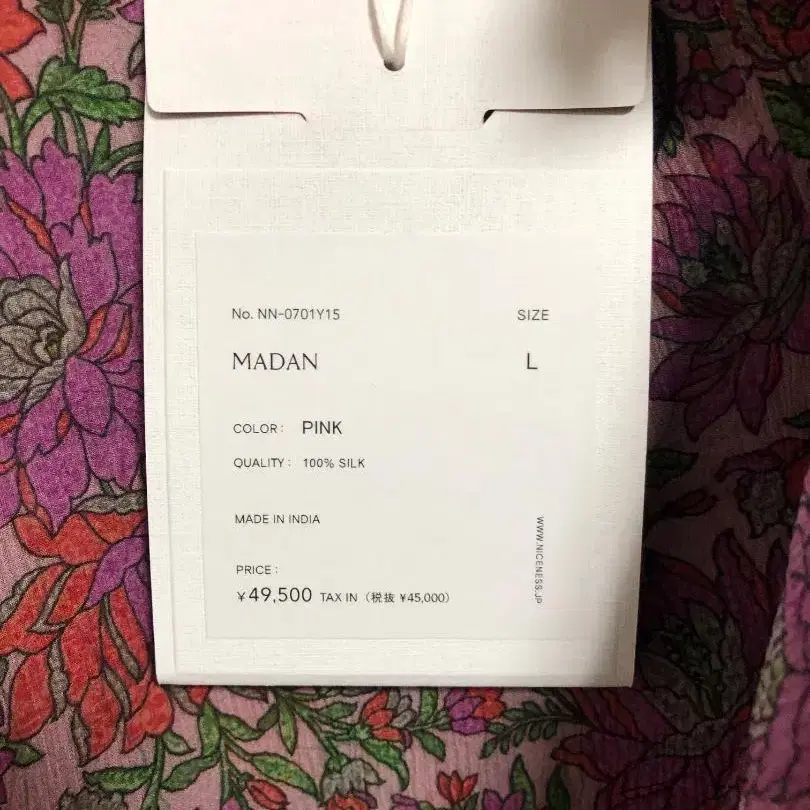 No. NN-0701Y15
SIZE
MADAN
L
COLOR: PINK
QUALITY: 100% SILK
MADE IN INDIA
WWW.NICENESS.JP
PRICE:
¥49,500 TAX IN (税抜 ¥45,000)